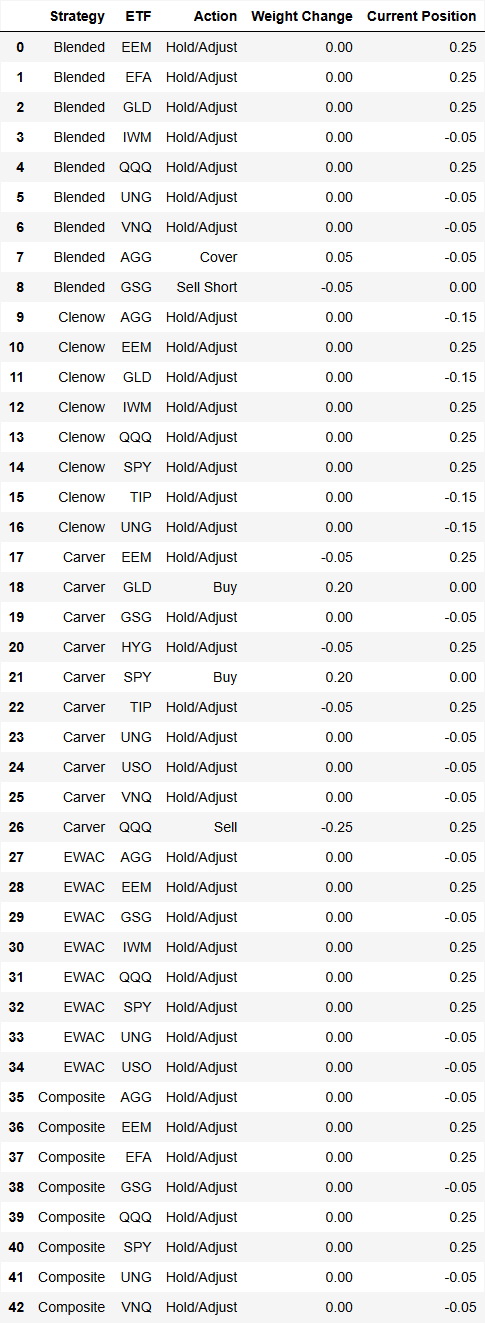 Strategy ETF Action Weight Change Current Position
0 Blended EEM Hold/Adjust 0.00 0.25
1 Blended EFA Hold/Adjust 0.00 0.25
2 Blended GLD Hold/Adjust 0.00 0.25
3 Blended IWM Hold/Adjust 0.00 -0.05
4 Blended QQQ Hold/Adjust 0.00 0.25
5 Blended UNG Hold/Adjust 0.00 -0.05
6 Blended VNQ Hold/Adjust 0.00 -0.05
7 Blended AGG Cover 0.05 -0.05
8 Blended GSG Sell Short -0.05 0.00
9 Clenow AGG Hold/Adjust 0.00 -0.15
10 Clenow EEM Hold/Adjust 0.00 0.25
11 Clenow GLD Hold/Adjust 0.00 -0.15
12 Clenow IWM Hold/Adjust 0.00 0.25
13 Clenow QQQ Hold/Adjust 0.00 0.25
14 Clenow SPY Hold/Adjust 0.00 0.25
15 Clenow TIP Hold/Adjust 0.00 -0.15
16 Clenow UNG Hold/Adjust 0.00 -0.15
17 Carver EEM Hold/Adjust -0.05 0.25
18 Carver GLD Buy 0.20 0.00
19 Carver GSG Hold/Adjust 0.00 -0.05
20 Carver HYG Hold/Adjust -0.05 0.25
21 Carver SPY Buy 0.20 0.00
22 Carver TIP Hold/Adjust -0.05 0.25
23 Carver UNG Hold/Adjust 0.00 -0.05
24 Carver USO Hold/Adjust 0.00 -0.05
25 Carver VNQ Hold/Adjust 0.00 -0.05
26 Carver QQQ Sell -0.25 0.25
27 EWAC AGG Hold/Adjust 0.00 -0.05
28 EWAC EEM Hold/Adjust 0.00 0.25
29 EWAC GSG Hold/Adjust 0.00 -0.05
30 EWAC IWM Hold/Adjust 0.00 0.25
31 EWAC QQQ Hold/Adjust 0.00 0.25
32 EWAC SPY Hold/Adjust 0.00 0.25
33 EWAC UNG Hold/Adjust 0.00 -0.05
34 EWAC USO Hold/Adjust 0.00 -0.05
35 Composite AGG Hold/Adjust 0.00 -0.05
36 Composite EEM Hold/Adjust 0.00 0.25
37 Composite EFA Hold/Adjust 0.00 0.25
38 Composite GSG Hold/Adjust 0.00 -0.05
39 Composite QQQ Hold/Adjust 0.00 0.25
40 Composite SPY Hold/Adjust 0.00 0.25
41 Composite UNG Hold/Adjust 0.00 -0.05
42 Composite VNQ Hold/Adjust 0.00 -0.05